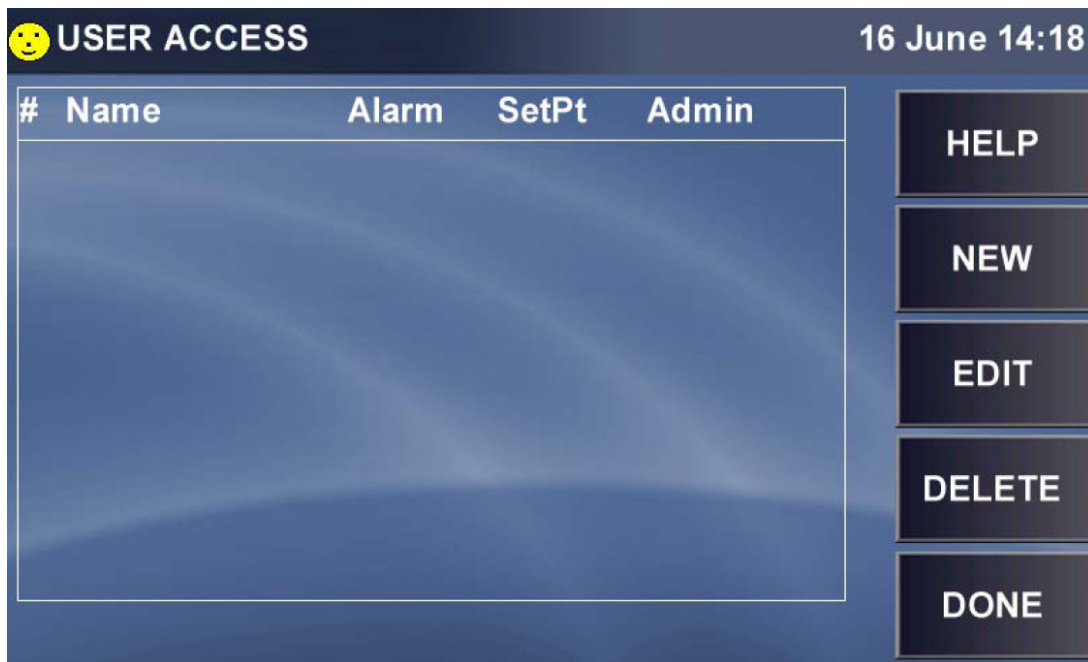 USER ACCESS 16 June 14:18
# Name Alarm SetPt Admin
HELP
NEW
EDIT
DELETE
DONE